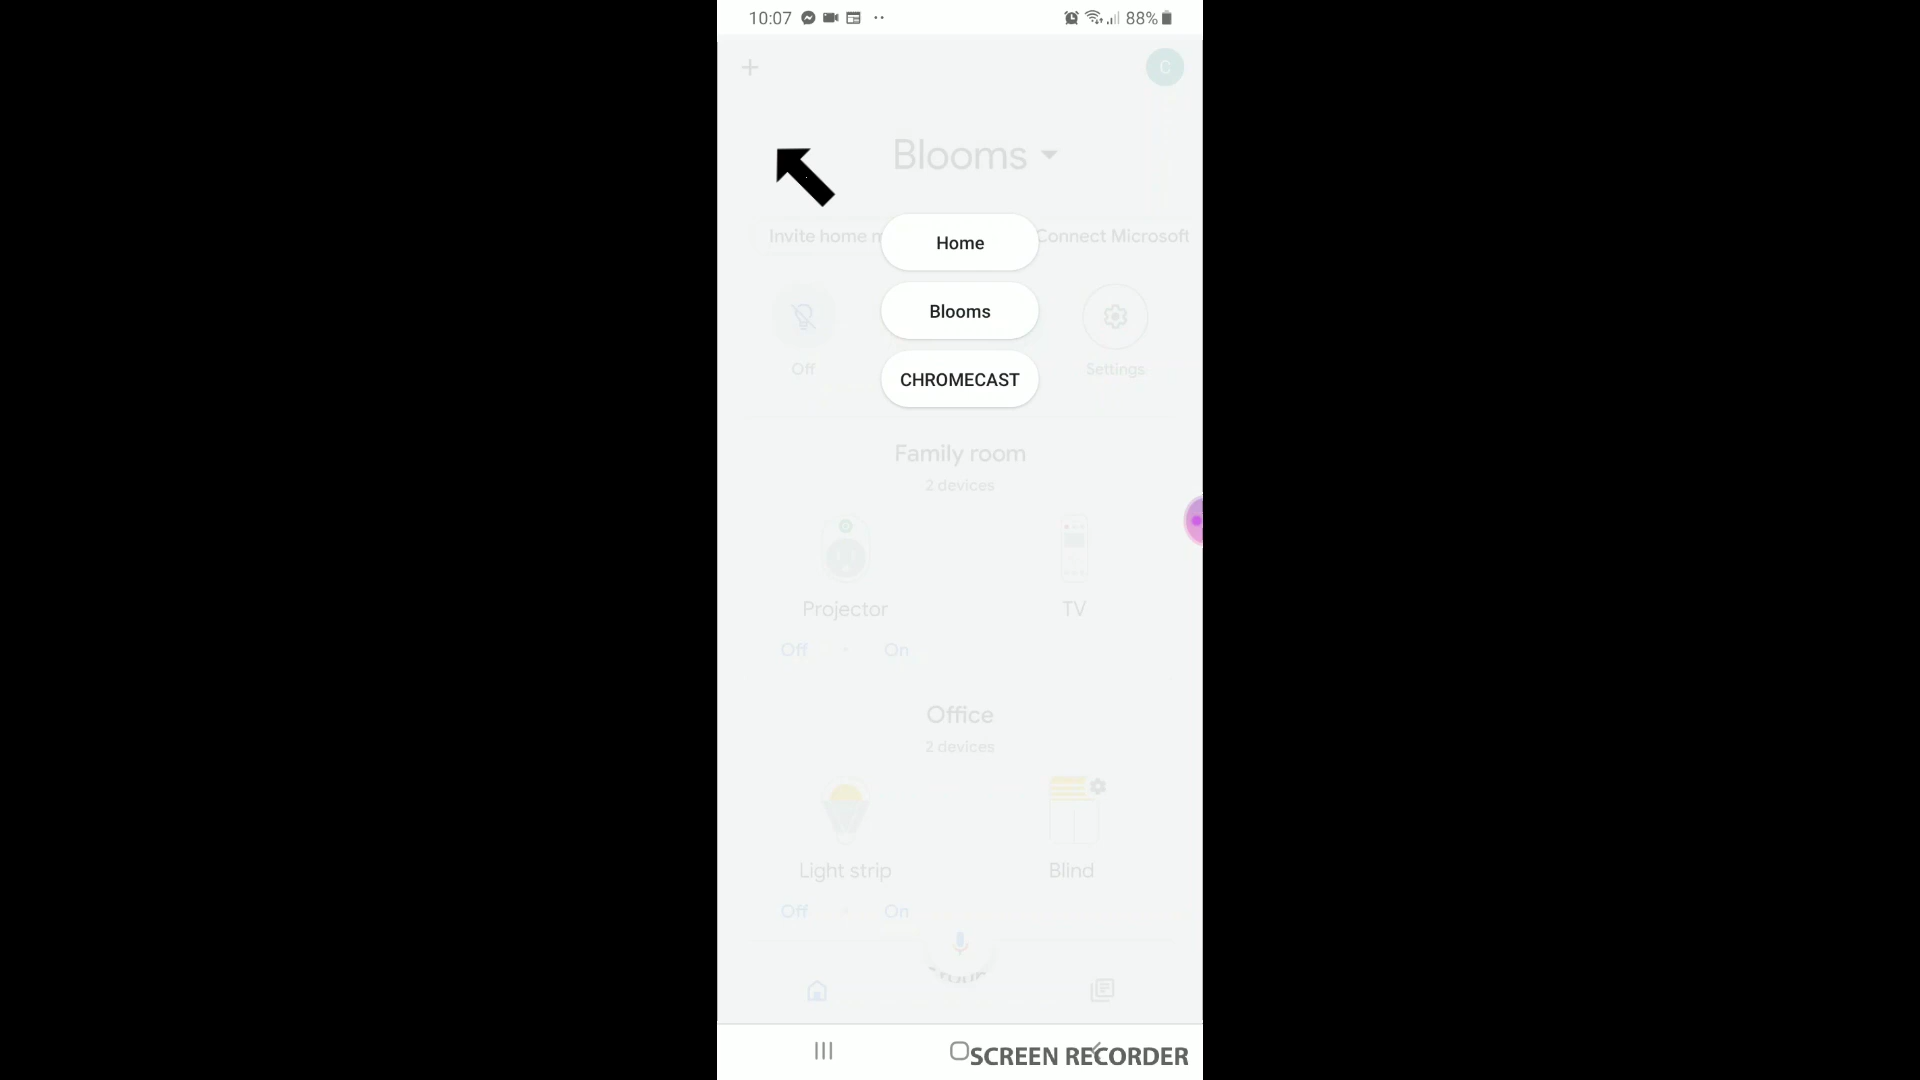 10:07
88%
C
Blooms
Invite home m
Home
Connect Microsoft
Blooms
Off
Settings
CHROMECAST
Family room
2 devices
Projector
TV
Off
On
Office
2 devices
Light strip
Blind
Off
On
SCREEN RECORDER